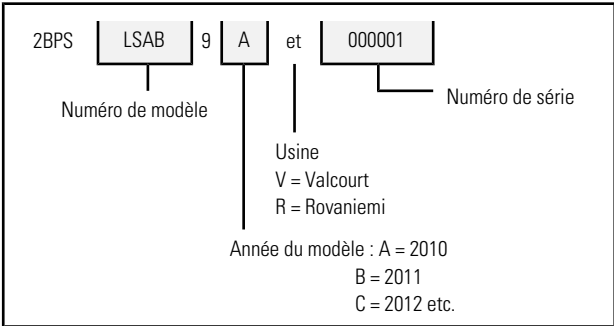 2BPS LSAB 9 A et 000001
Numéro de modèle
Numéro de série
Usine
V = Valcourt
R = Rovaniemi
Année du modèle : A = 2010
B = 2011
C = 2012 etc.